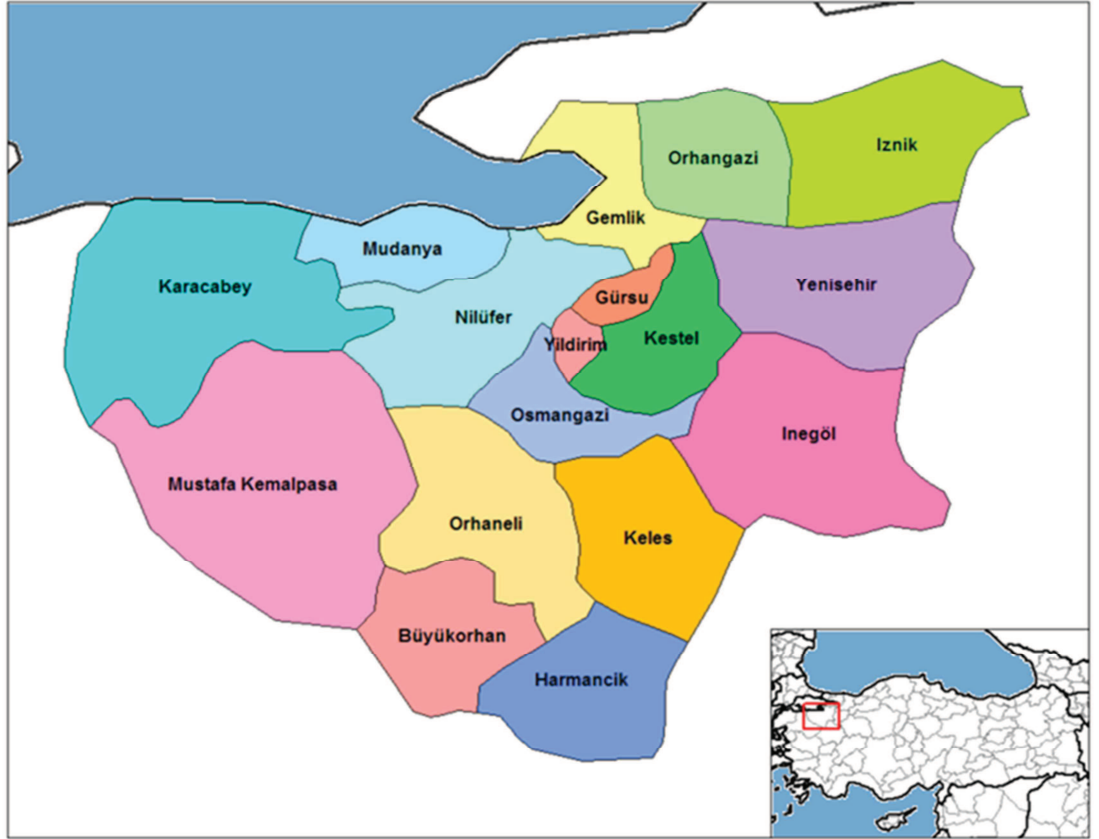 Iznik
Orhangazi
Gemlik
Mudanya
Karacabey
Yenisehir
Gürsu
Nilüfer
Kestel
Yildirim
Osmangazi
Inegöl
Mustafa Kemalpasa
Orhaneli
Keles
Büyükorhan
Harmancik